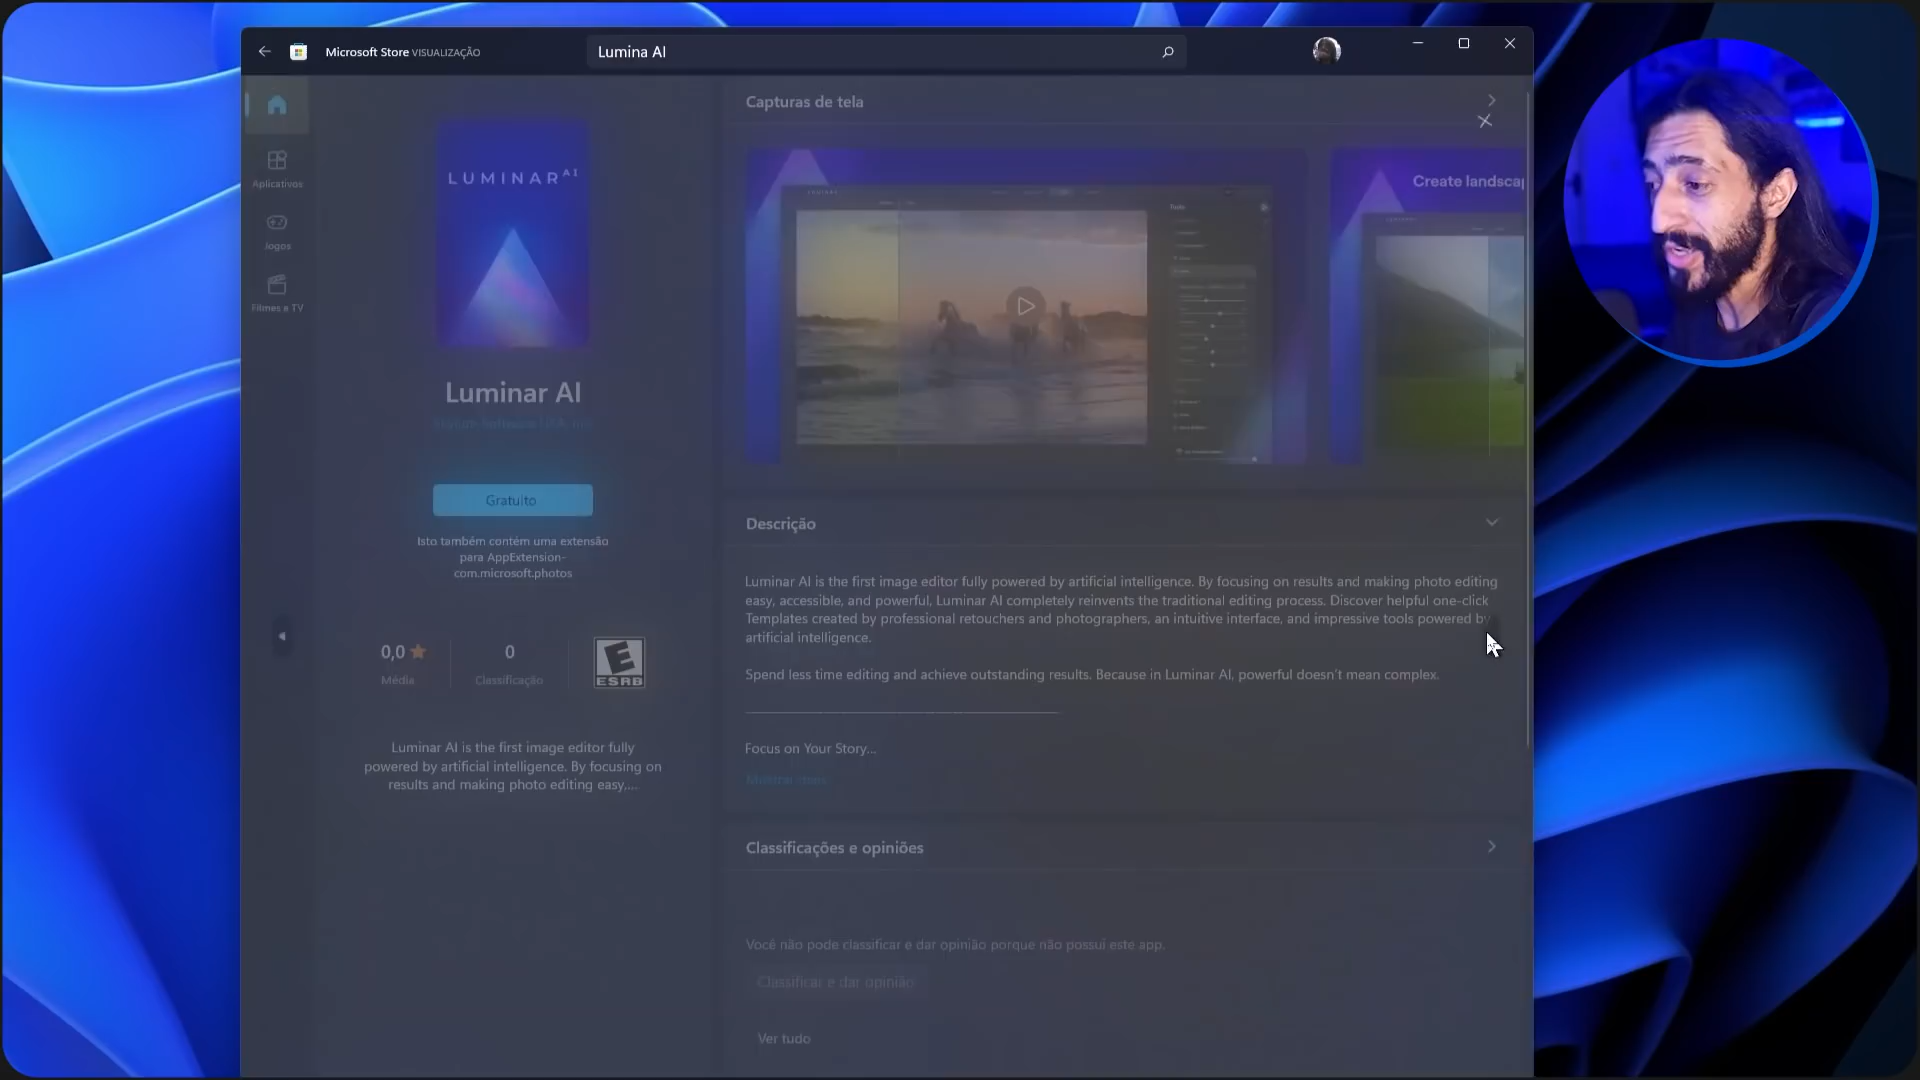 Microsoft Store VISUALIZAÇÃO
Lumina AI
Aplicativos
Jogos
Filmes e TV
LUMINAR AI
Luminar AI
Gratuito
Isto também contém uma extensão
para AppExtension-
com.microsoft.photos
0,0
Média
0
Classificação
E
ESRB
Luminar AI is the first image editor fully
powered by artificial intelligence. By focusing on
results and making photo editing easy,...
Capturas de tela
Create landscap
Descrição
Luminar AI is the first image editor fully powered by artificial intelligence. By focusing on results and making photo editing
easy, accessible, and powerful, Luminar AI completely reinvents the traditional editing process. Discover helpful one-click
Templates created by professional retouchers and photographers, an intuitive interface, and impressive tools powered by
artificial intelligence.
Spend less time editing and achieve outstanding results. Because in Luminar AI, powerful doesn't mean complex.
Focus on Your Story...
Mostrar mais
Classificações e opiniões
Você não pode classificar e dar opinião porque não possui este app.
Classificar e dar opinião
Ver tudo